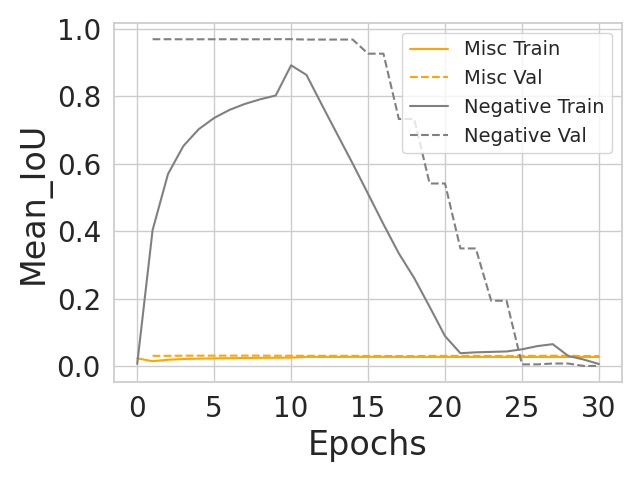 1.0
0.8
0.6
0.4
0.2
0.0
Mean_IoU
Misc Train
Misc Val
Negative Train
Negative Val
0 5 10 15 20 25 30
Epochs